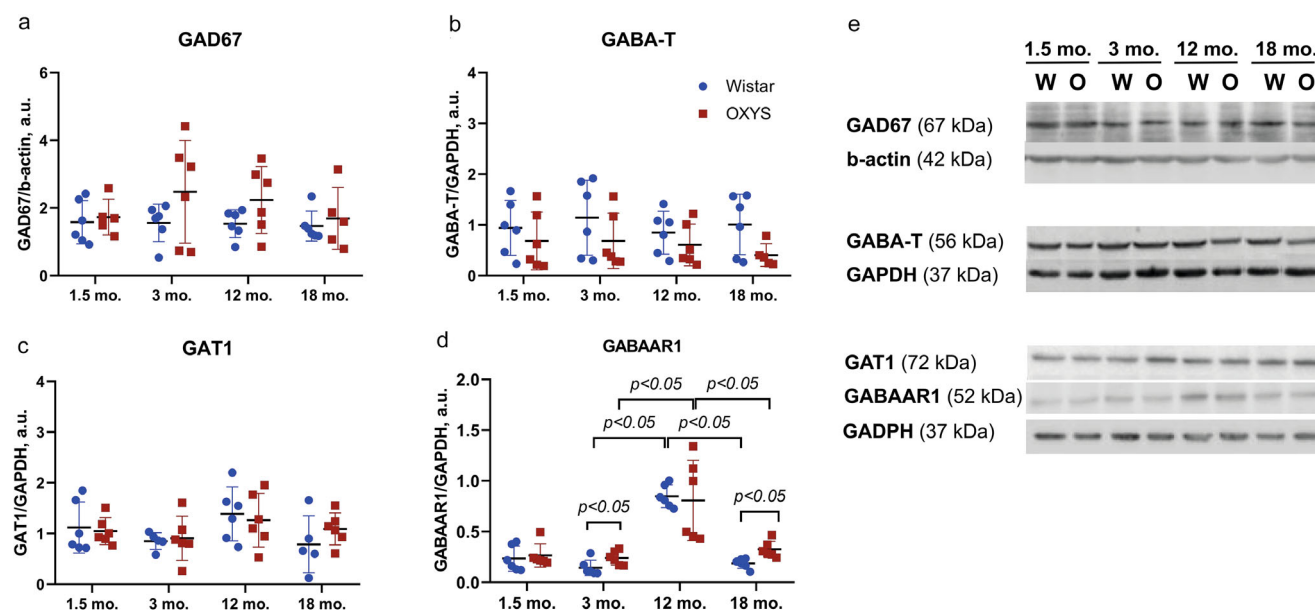 a
GAD67
GAD67/b-actin, a.u.
6
4
2
0
1.5 mo.
3 mo.
12 mo.
18 mo.
b
GABA-T
GABA-T/GAPDH, a.u.
4
3
2
1
0
Wistar
OXYS
1.5 mo.
3 mo.
12 mo.
18 mo.
c
GAT1
GAT1/GAPDH, a.u.
4
3
2
1
0
1.5 mo.
3 mo.
12 mo.
18 mo.
d
GABAAR1
GABAAR1/GAPDH, a.u.
2.0
1.5
1.0
0.5
0.0
p<0.05
p<0.05
p<0.05
p<0.05
p<0.05
p<0.05
1.5 mo.
3 mo.
12 mo.
18 mo.
e
1.5 mo. 3 mo. 12 mo. 18 mo.
W O W O W O W O
GAD67 (67 kDa)
b-actin (42 kDa)
GABA-T (56 kDa)
GAPDH (37 kDa)
GAT1 (72 kDa)
GABAAR1 (52 kDa)
GADPH (37 kDa)